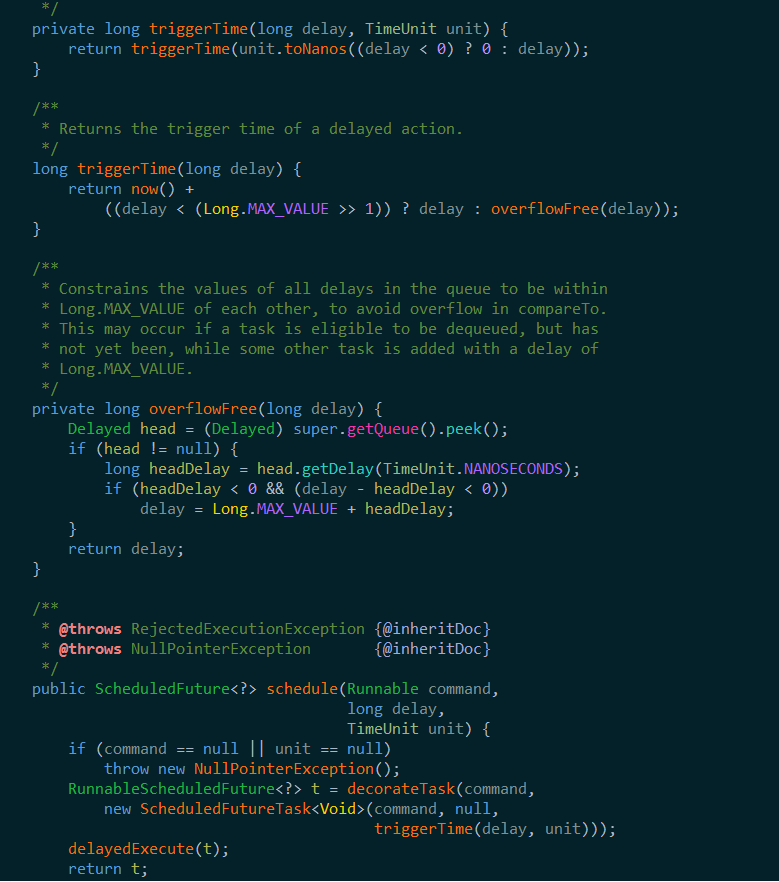 */
    private long triggerTime(long delay, TimeUnit unit) {
        return triggerTime(unit.toNanos((delay < 0) ? 0 : delay));
    }

    /**
     * Returns the trigger time of a delayed action.
     */
    long triggerTime(long delay) {
        return now() +
            ((delay < (Long.MAX_VALUE >> 1)) ? delay : overflowFree(delay));
    }

    /**
     * Constrains the values of all delays in the queue to be within
     * Long.MAX_VALUE of each other, to avoid overflow in compareTo.
     * This may occur if a task is eligible to be dequeued, but has
     * not yet been, while some other task is added with a delay of
     * Long.MAX_VALUE.
     */
    private long overflowFree(long delay) {
        Delayed head = (Delayed) super.getQueue().peek();
        if (head != null) {
            long headDelay = head.getDelay(TimeUnit.NANOSECONDS);
            if (headDelay < 0 && (delay - headDelay < 0))
                delay = Long.MAX_VALUE + headDelay;
        }
        return delay;
    }

    /**
     * @throws RejectedExecutionException {@inheritDoc}
     * @throws NullPointerException       {@inheritDoc}
     */
    public ScheduledFuture<?> schedule(Runnable command,
                                       long delay,
                                       TimeUnit unit) {
        if (command == null || unit == null)
            throw new NullPointerException();
        RunnableScheduledFuture<?> t = decorateTask(command,
            new ScheduledFutureTask<Void>(command, null,
                                          triggerTime(delay, unit)));
        delayedExecute(t);
        return t;